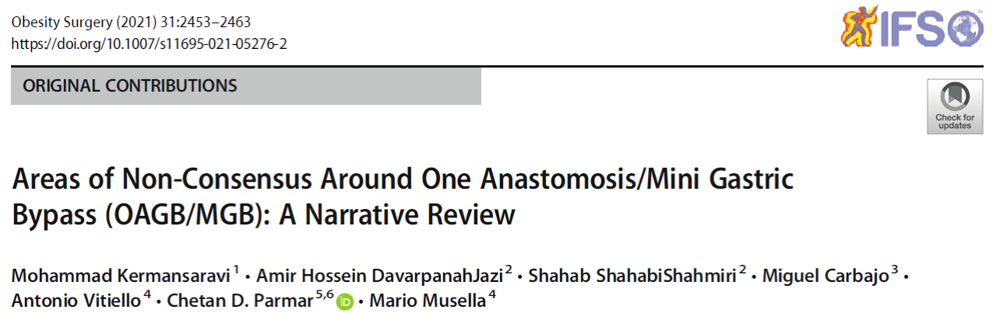 Obesity Surgery (2021) 31:2453–2463
https://doi.org/10.1007/s11695-021-05276-2
IFSO
ORIGINAL CONTRIBUTIONS
Check for
updates
Areas of Non-Consensus Around One Anastomosis/Mini Gastric
Bypass (OAGB/MGB): A Narrative Review
Mohammad Kermansaravi 1 · Amir Hossein DavarpanahJazi 2 · Shahab ShahabiShahmiri 2 · Miguel Carbajo 3 ·
Antonio Vitiello 4 · Chetan D. Parmar 5,6 iD · Mario Musella 4